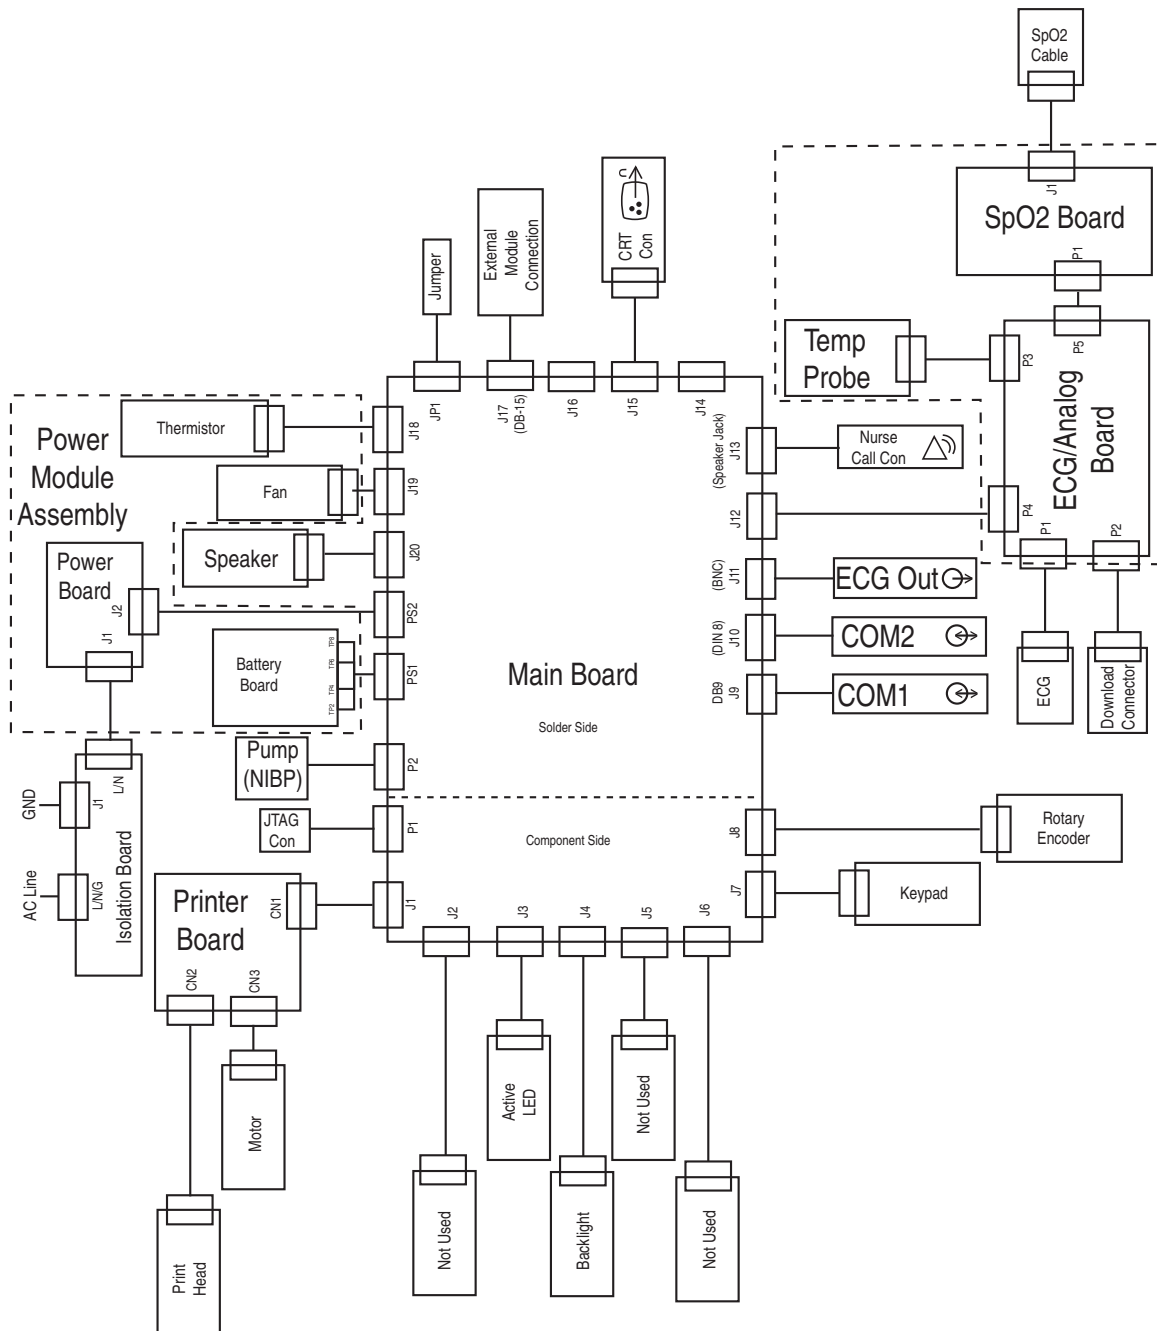 SpO2
Cable
J1
SpO2 Board
P1
P5
P3
ECG/Analog
Board
P4
P1
P2
Temp
Probe
ECG
Download
Connector
CRT
Con
External
Module
Connection
Jumper
JP1
J17
(DB-15)
J16
J15
J14
Power
Module
Assembly
Thermistor
J18
Fan
J19
Speaker
J20
Power
Board
J2
J1
PS2
Battery
Board
TP8
TP6
TP4
TP2
PS1
Pump
(NIBP)
P2
JTAG
Con
P1
Main Board
Solder Side
Component Side
(Speaker Jack)
J13
Nurse
Call Con
J12
(BNC)
J11
ECG Out
(DIN 8)
J10
COM2
DB9
J9
COM1
J8
Rotary
Encoder
J7
Keypad
GND
J1
L/N
AC Line
L/N/G
Isolation Board
Printer
Board
CN1
CN2
CN3
J1
J2
J3
J4
J5
J6
Motor
Print
Head
Not Used
Active
LED
Backlight
Not Used
Not Used